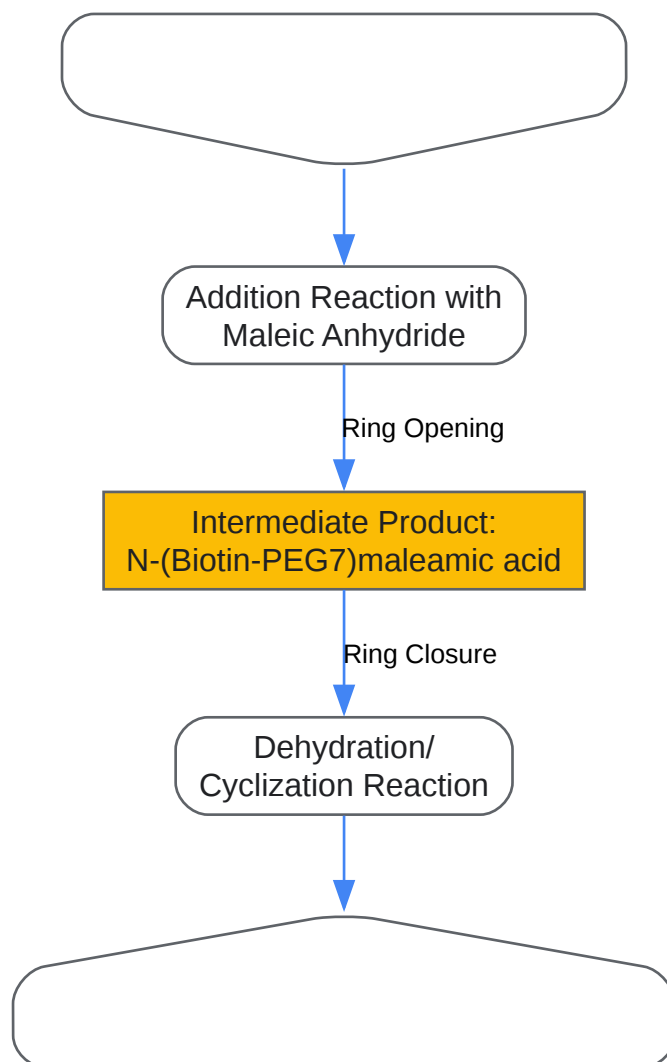 Addition Reaction with
Maleic Anhydride
Ring Opening
Intermediate Product:
N-(Biotin-PEG7)maleamic acid
Ring Closure
Dehydration/
Cyclization Reaction